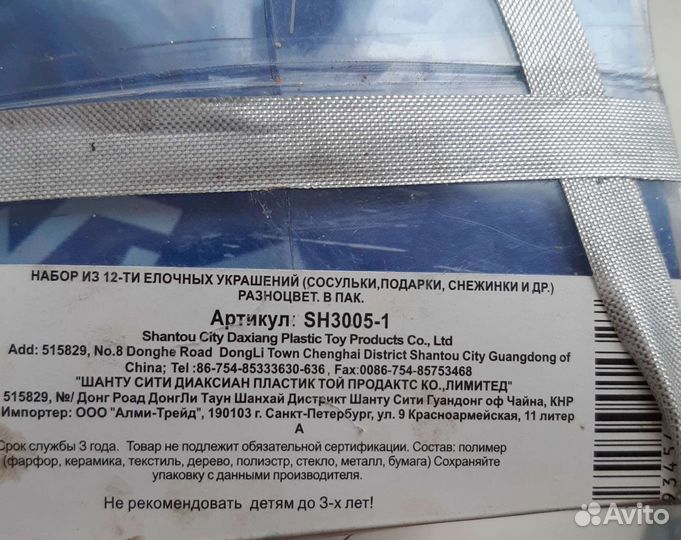 НАБОР ИЗ 12-ТИ ЕЛОЧНЫХ УКРАШЕНИЙ (СОСУЛЬКИ,ПОДАРКИ, СНЕЖИНКИ И ДР.)
РАЗНОЦВЕТ. В ПАК.
Артикул: SH3005-1
Shantou City Daxiang Plastic Toy Products Co., Ltd
Add: 515829, No.8 Donghe Road DongLi Town Chenghai District Shantou City Guangdong of
China; Tel :86-754-85333630-636 , Fax:0086-754-85753468
"ШАНТУ СИТИ ДИАКСИАН ПЛАСТИК ТОЙ ПРОДАКТС КО.,ЛИМИТЕД"
515829, №/ Донг Роад ДонгЛи Таун Шанхай Дистрикт Шанту Сити Гуандонг оф Чайна, КНР
Импортер: ООО "Алми-Трейд", 190103 г. Санкт-Петербург, ул. 9 Красноармейская, 11 литер
А
Срок службы 3 года. Товар не подлежит обязательной сертификации. Состав: полимер
(фарфор, керамика, текстиль, дерево, полиэстр, стекло, металл, бумага) Сохраняйте
упаковку с данными производителя.
Не рекомендовать детям до 3-х лет!
93457
Avito